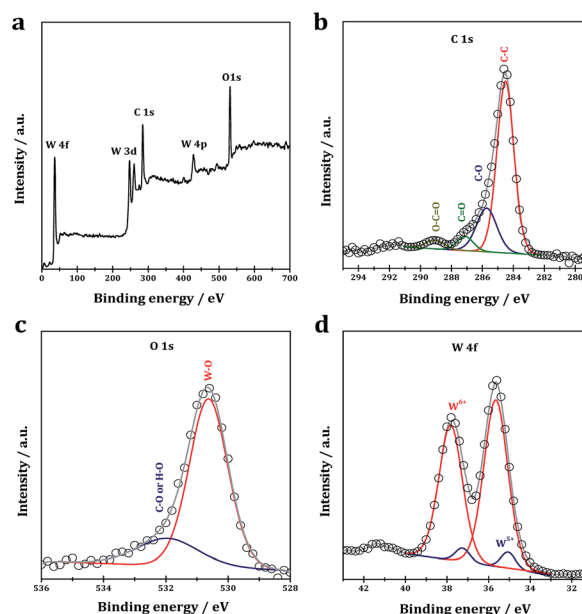 a
W 4f
W 3d
C 1s
W 4p
O1s
Intensity / a.u.
0 100 200 300 400 500 600 700
Binding energy / eV
b
C 1s
O-C=O
C=O
C-O
C-C
Intensity / a.u.
294 292 290 288 286 284 282 280
Binding energy / eV
c
O 1s
C-O or H-O
W-O
Intensity / a.u.
536 534 532 530 528
Binding energy / eV
d
W 4f
W⁶⁺
W⁵⁺
Intensity / a.u.
42 40 38 36 34 32
Binding energy / eV